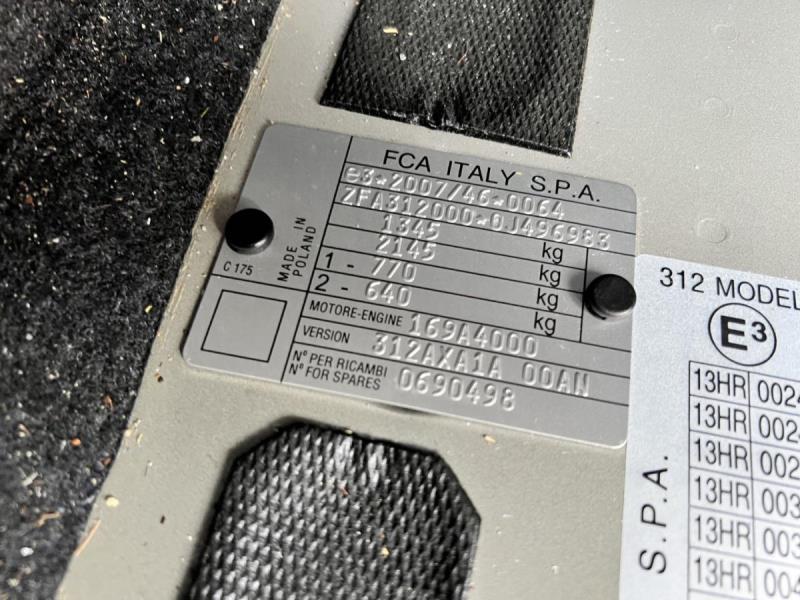 FCA ITALY S.P.A.
e3*2007/46*0064
ZFA312000*0J496983
1345 kg
2145 kg
1 - 770 kg
2 - 640 kg
MOTORE-ENGINE 169A4000
VERSION 312AXA1A 00AN
N° PER RICAMBI
N° FOR SPARES 0690498
MADE IN
POLAND
C 175
312 MODEL
E3
13HR 002
13HR 002
13HR 002
13HR 003
13HR 003
13HR 004
S.P.A.